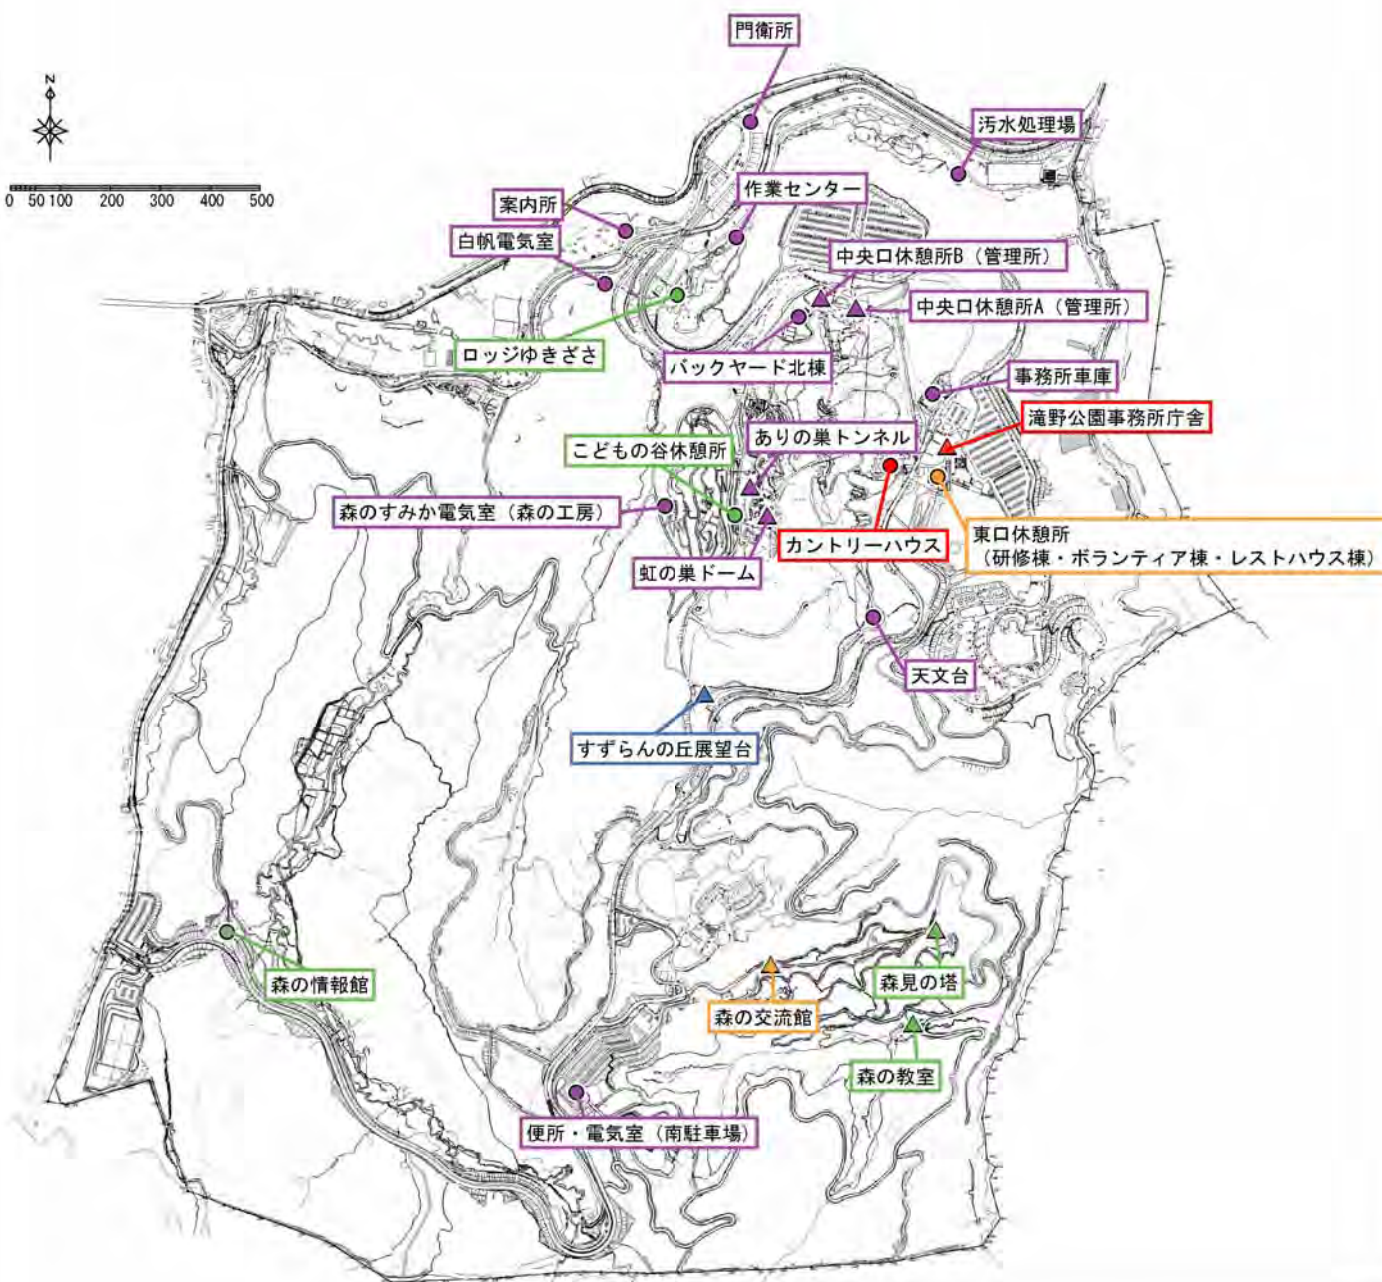 門衛所
N
汚水処理場
0 50 100 200 300 400 500
作業センター
案内所
白帆電気室
中央口休憩所B（管理所）
中央口休憩所A（管理所）
ロッジゆきざさ
バックヤード北棟
事務所車庫
滝野公園事務所庁舎
ありの巣トンネル
こどもの谷休憩所
森のすみか電気室（森の工房）
カントリーハウス
東口休憩所
（研修棟・ボランティア棟・レストハウス棟）
虹の巣ドーム
天文台
すずらんの丘展望台
森の情報館
森見の塔
森の交流館
森の教室
便所・電気室（南駐車場）